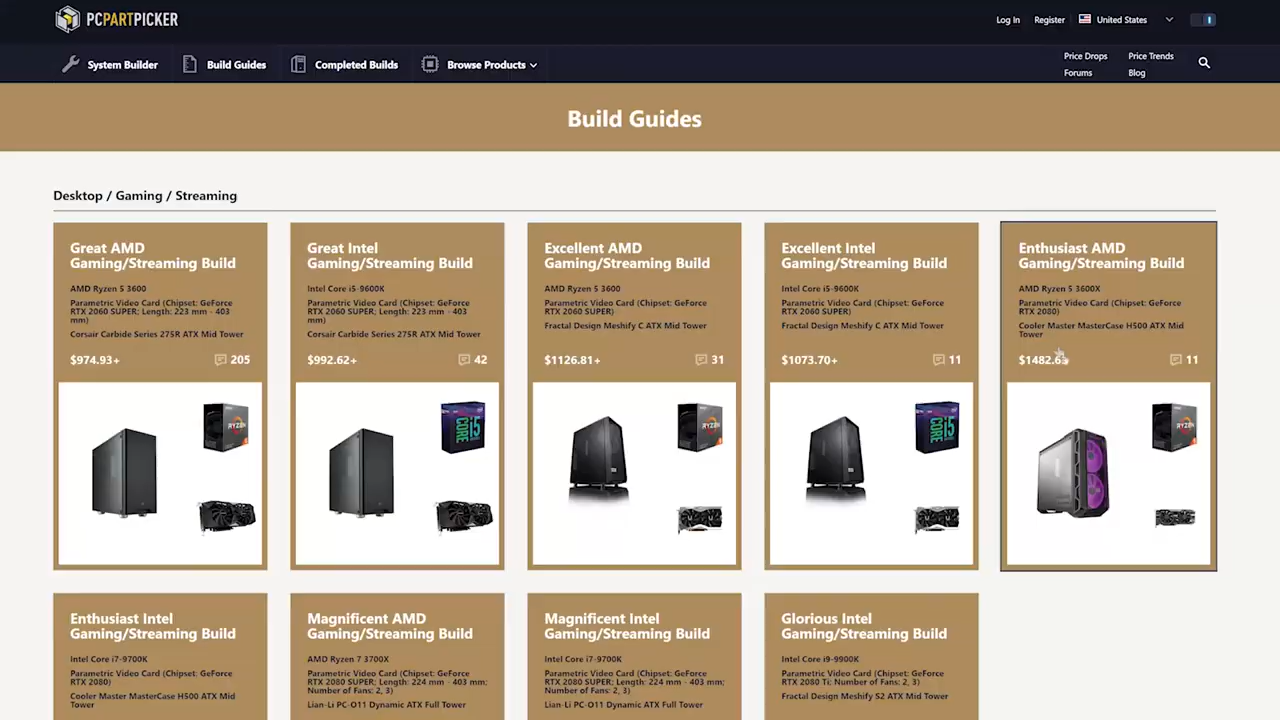 PCPARTPICKER
Log In
Register
United States
System Builder
Build Guides
Completed Builds
Browse Products
Price Drops
Price Trends
Forums
Blog
Build Guides
Desktop / Gaming / Streaming
Great AMD
Gaming/Streaming Build
AMD Ryzen 5 3600
Parametric Video Card (Chipset: GeForce
RTX 2060 SUPER; Length: 223 mm - 403
mm)
Corsair Carbide Series 275R ATX Mid Tower
$974.93+
205
RYZEN
Great Intel
Gaming/Streaming Build
Intel Core i5-9600K
Parametric Video Card (Chipset: GeForce
RTX 2060 SUPER; Length: 223 mm - 403
mm)
Corsair Carbide Series 275R ATX Mid Tower
$992.62+
42
CORE
i5
Excellent AMD
Gaming/Streaming Build
AMD Ryzen 5 3600
Parametric Video Card (Chipset: GeForce
RTX 2060 SUPER)
Fractal Design Meshify C ATX Mid Tower
$1126.81+
31
RYZEN
Excellent Intel
Gaming/Streaming Build
Intel Core i5-9600K
Parametric Video Card (Chipset: GeForce
RTX 2060 SUPER)
Fractal Design Meshify C ATX Mid Tower
$1073.70+
11
CORE
i5
Enthusiast AMD
Gaming/Streaming Build
AMD Ryzen 5 3600X
Parametric Video Card (Chipset: GeForce
RTX 2080)
Cooler Master MasterCase H500 ATX Mid
Tower
11
RYZEN
Enthusiast Intel
Gaming/Streaming Build
Intel Core i7-9700K
Parametric Video Card (Chipset: GeForce
RTX 2080)
Cooler Master MasterCase H500 ATX Mid
Tower
Magnificent AMD
Gaming/Streaming Build
AMD Ryzen 7 3700X
Parametric Video Card (Chipset: GeForce
RTX 2080 SUPER; Length: 224 mm - 403 mm;
Number of Fans: 2, 3)
Lian-Li PC-O11 Dynamic ATX Full Tower
Magnificent Intel
Gaming/Streaming Build
Intel Core i7-9700K
Parametric Video Card (Chipset: GeForce
RTX 2080 SUPER; Length: 224 mm - 403 mm;
Number of Fans: 2, 3)
Lian-Li PC-O11 Dynamic ATX Full Tower
Glorious Intel
Gaming/Streaming Build
Intel Core i9-9900K
Parametric Video Card (Chipset: GeForce
RTX 2080 Ti; Number of Fans: 2, 3)
Fractal Design Meshify S2 ATX Mid Tower